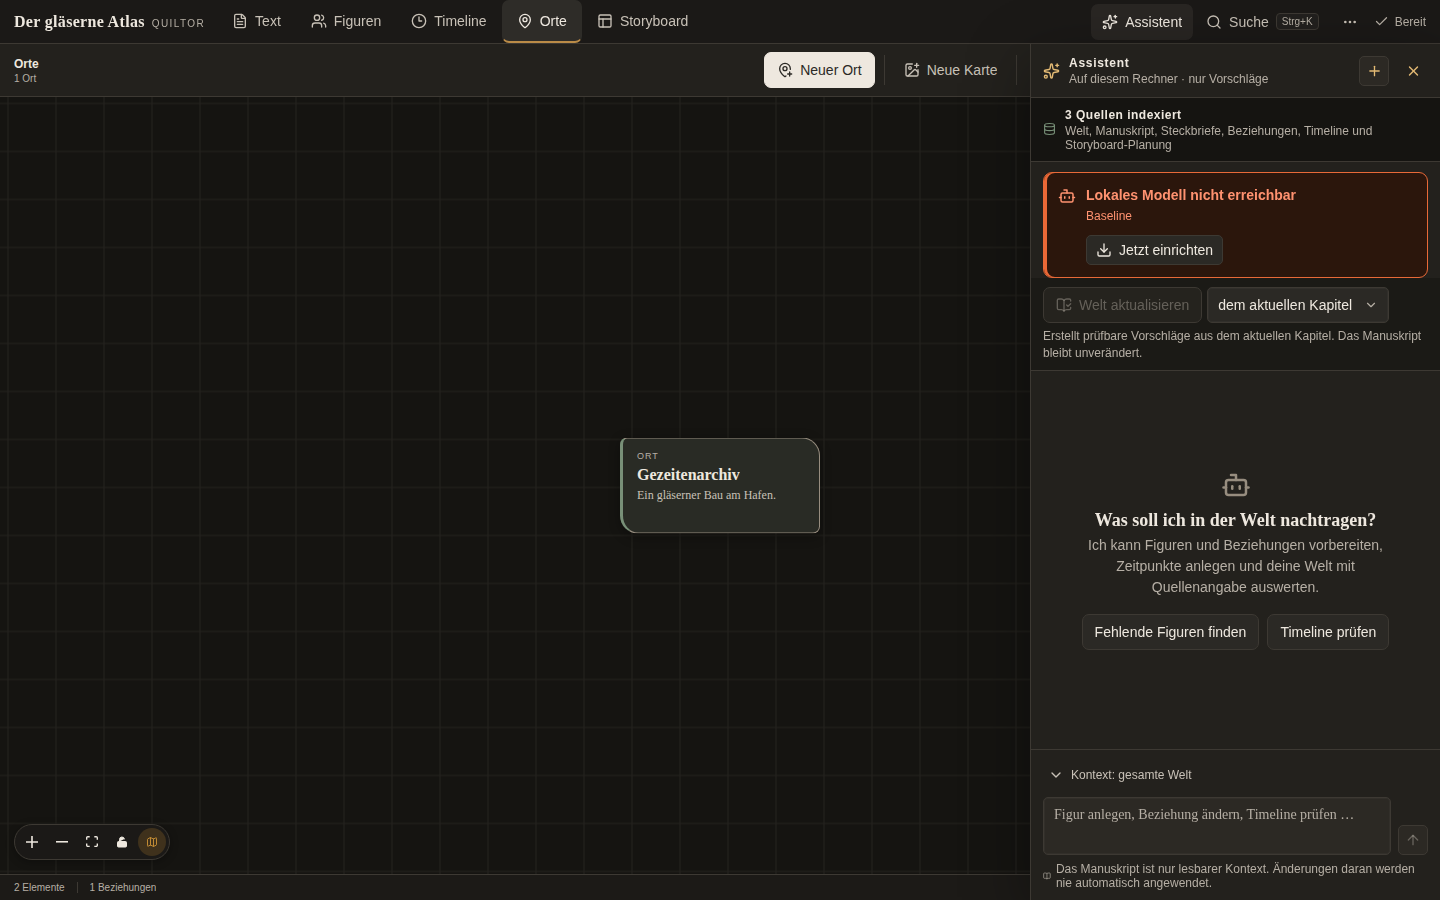 Der gläserne Atlas QUILTOR Text Figuren Timeline Orte Storyboard Assistent Suche Strg+K Bereit
Orte
1 Ort
Neuer Ort Neue Karte
Assistent
Auf diesem Rechner · nur Vorschläge
3 Quellen indexiert
Welt, Manuskript, Steckbriefe, Beziehungen, Timeline und
Storyboard-Planung
Lokales Modell nicht erreichbar
Baseline
Jetzt einrichten
Welt aktualisieren dem aktuellen Kapitel
Erstellt prüfbare Vorschläge aus dem aktuellen Kapitel. Das Manuskript
bleibt unverändert.
ORT
Gezeitenarchiv
Ein gläserner Bau am Hafen.
Was soll ich in der Welt nachtragen?
Ich kann Figuren und Beziehungen vorbereiten,
Zeitpunkte anlegen und deine Welt mit
Quellenangabe auswerten.
Fehlende Figuren finden Timeline prüfen
Kontext: gesamte Welt
Figur anlegen, Beziehung ändern, Timeline prüfen …
Das Manuskript ist nur lesbarer Kontext. Änderungen daran werden
nie automatisch angewendet.
2 Elemente 1 Beziehungen